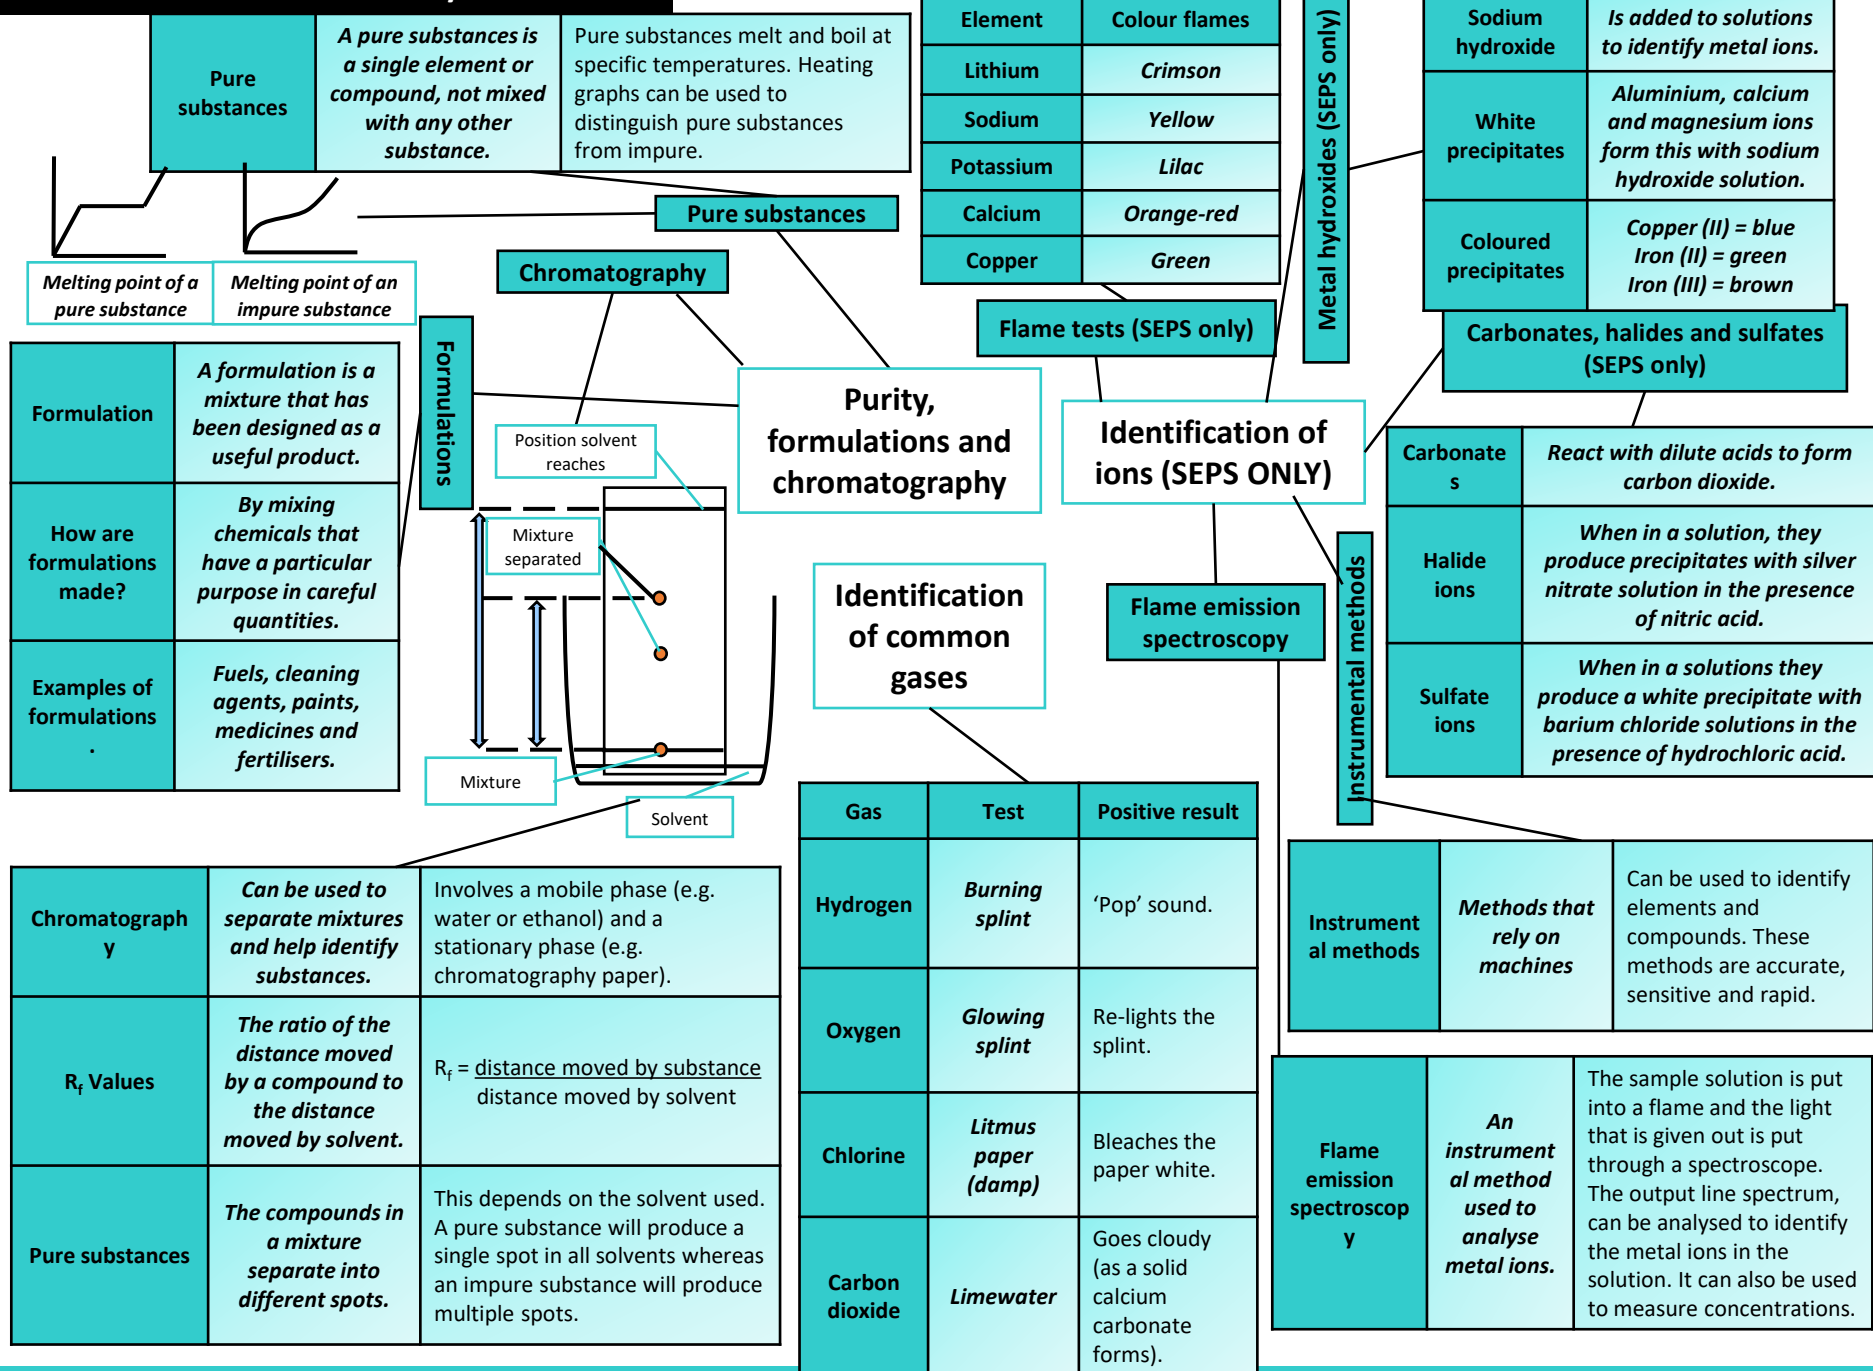 Pure
substances
A pure substances is
a single element or
compound, not mixed
with any other
substance.
Pure substances melt and boil at
specific temperatures. Heating
graphs can be used to
distinguish pure substances
from impure.
Melting point of a
pure substance
Melting point of an
impure substance
Pure substances
Chromatography
Formulations
Formulation
A formulation is a
mixture that has
been designed as a
useful product.
How are
formulations
made?
By mixing
chemicals that
have a particular
purpose in careful
quantities.
Examples of
formulations
.
Fuels, cleaning
agents, paints,
medicines and
fertilisers.
Position solvent
reaches
Mixture
separated
Mixture
Solvent
Purity,
formulations and
chromatography
Chromatograph
y
Can be used to
separate mixtures
and help identify
substances.
Involves a mobile phase (e.g.
water or ethanol) and a
stationary phase (e.g.
chromatography paper).
Rf Values
The ratio of the
distance moved
by a compound to
the distance
moved by solvent.
Rf = distance moved by substance
distance moved by solvent
Pure substances
The compounds in
a mixture
separate into
different spots.
This depends on the solvent used.
A pure substance will produce a
single spot in all solvents whereas
an impure substance will produce
multiple spots.
Element
Colour flames
Lithium
Crimson
Sodium
Yellow
Potassium
Lilac
Calcium
Orange-red
Copper
Green
Flame tests (SEPS only)
Metal hydroxides (SEPS only)
Sodium
hydroxide
Is added to solutions
to identify metal ions.
White
precipitates
Aluminium, calcium
and magnesium ions
form this with sodium
hydroxide solution.
Coloured
precipitates
Copper (II) = blue
Iron (II) = green
Iron (III) = brown
Carbonates, halides and sulfates
(SEPS only)
Identification of
ions (SEPS ONLY)
Carbonate
s
React with dilute acids to form
carbon dioxide.
Halide
ions
When in a solution, they
produce precipitates with silver
nitrate solution in the presence
of nitric acid.
Sulfate
ions
When in a solutions they
produce a white precipitate with
barium chloride solutions in the
presence of hydrochloric acid.
Identification
of common
gases
Flame emission
spectroscopy
Instrumental methods
Gas
Test
Positive result
Hydrogen
Burning
splint
‘Pop’ sound.
Oxygen
Glowing
splint
Re-lights the
splint.
Chlorine
Litmus
paper
(damp)
Bleaches the
paper white.
Carbon
dioxide
Limewater
Goes cloudy
(as a solid
calcium
carbonate
forms).
Instrument
al methods
Methods that
rely on
machines
Can be used to identify
elements and
compounds. These
methods are accurate,
sensitive and rapid.
Flame
emission
spectroscop
y
An
instrument
al method
used to
analyse
metal ions.
The sample solution is put
into a flame and the light
that is given out is put
through a spectroscope.
The output line spectrum,
can be analysed to identify
the metal ions in the
solution. It can also be used
to measure concentrations.